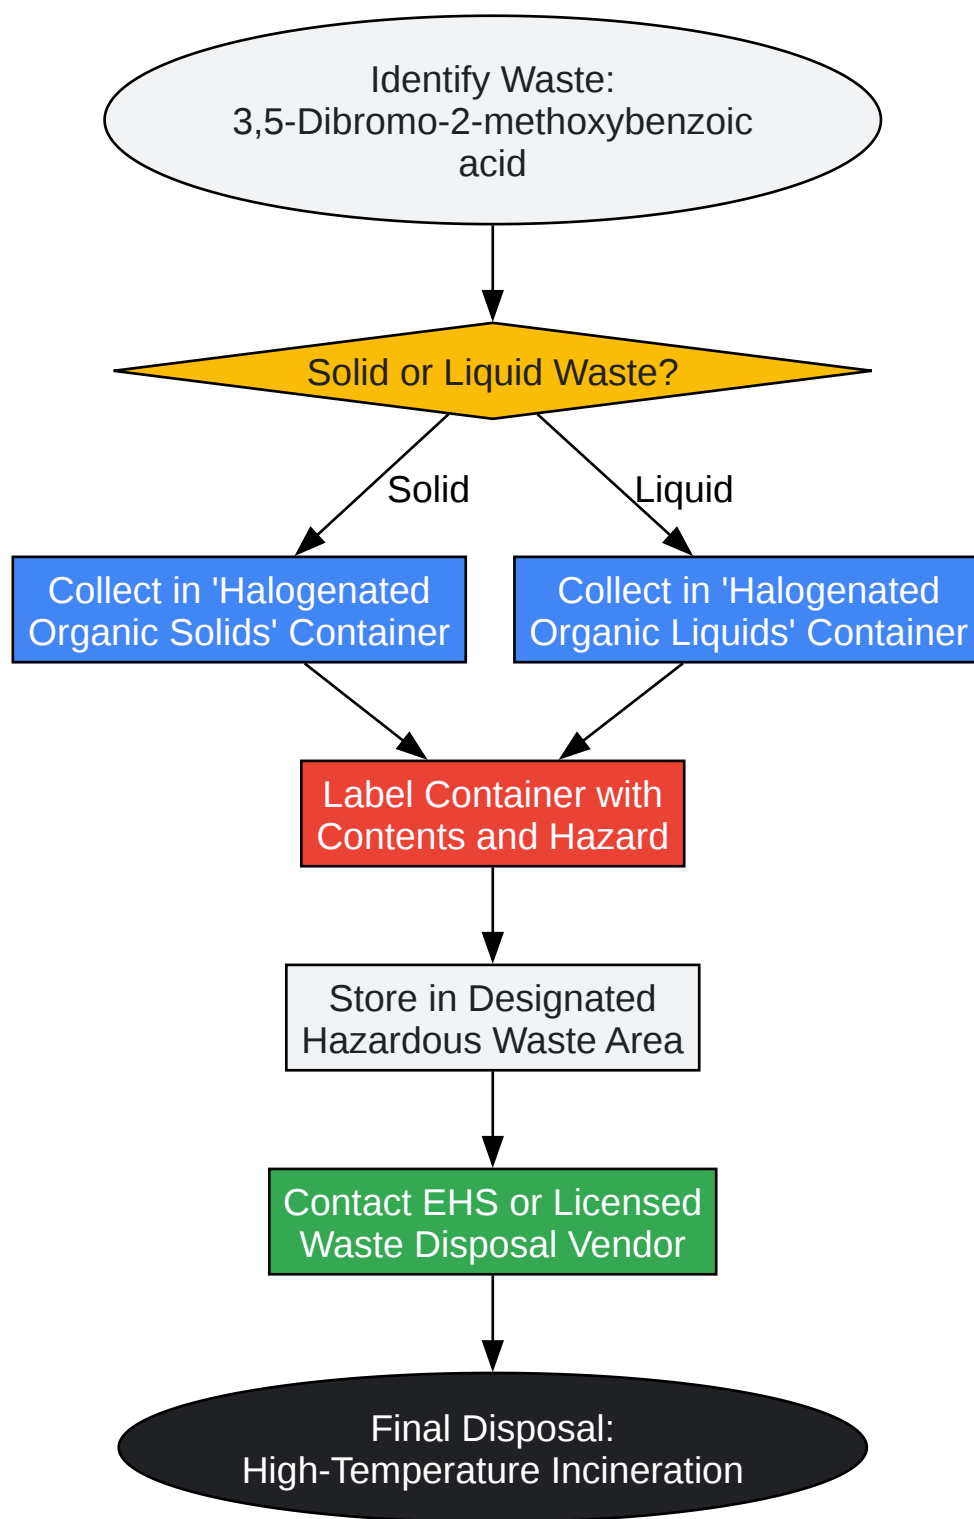 Identify Waste:
3,5-Dibromo-2-methoxybenzoic
acid
Solid or Liquid Waste?
Solid
Liquid
Collect in 'Halogenated
Organic Solids' Container
Collect in 'Halogenated
Organic Liquids' Container
Label Container with
Contents and Hazard
Store in Designated
Hazardous Waste Area
Contact EHS or Licensed
Waste Disposal Vendor
Final Disposal:
High-Temperature Incineration